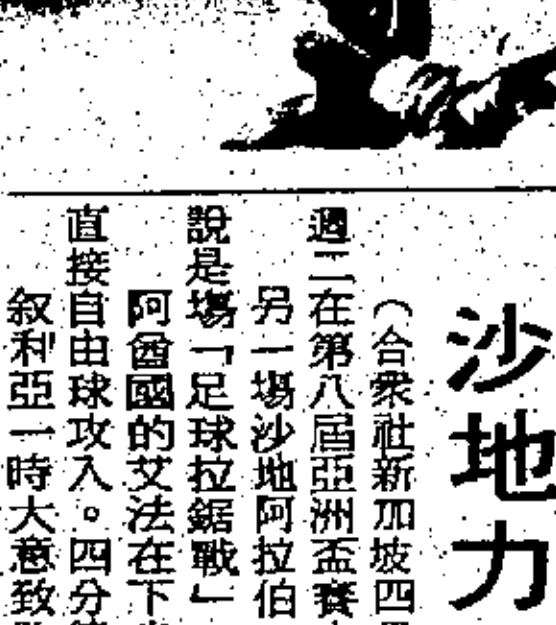 沙地力
（合衆社新加坡四
週二在第八屆亞洲盃賽
另一場沙地阿拉伯
說是場「足球拉鋸戰」
阿酋國的艾法在下
直接自由球攻入。四分
叙利亞一時大意致